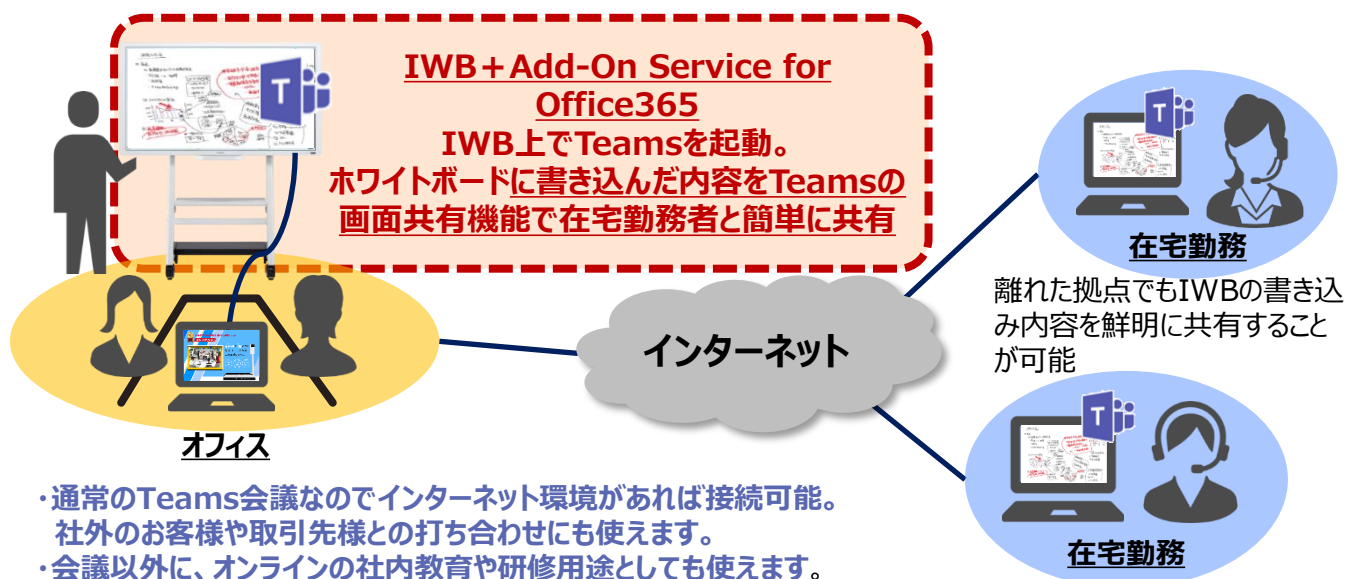 IWB＋Add-On Service for
Office365
IWB上でTeamsを起動。
ホワイトボードに書き込んだ内容をTeamsの
画面共有機能で在宅勤務者と簡単に共有
T
T
在宅勤務
離れた拠点でもIWBの書き込
み内容を鮮明に共有すること
が可能
インターネット
オフィス
T
在宅勤務
・通常のTeams会議なのでインターネット環境があれば接続可能。
社外のお客様や取引先様との打ち合わせにも使えます。
・会議以外に、オンラインの社内教育や研修用途としても使えます。